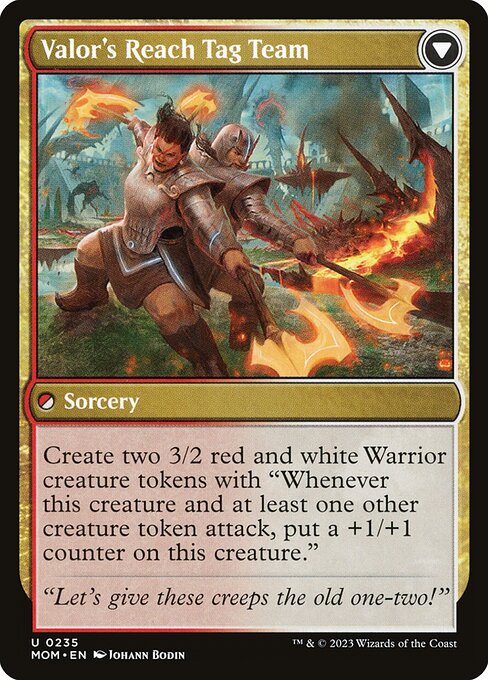 Valor's Reach Tag Team
Sorcery
Create two 3/2 red and white Warrior
creature tokens with “Whenever
this creature and at least one other
creature token attack, put a +1/+1
counter on this creature.”
“Let's give these creeps the old one-two!”
U 0235
MOM • EN Johann Bodin
™ & © 2023 Wizards of the Coast